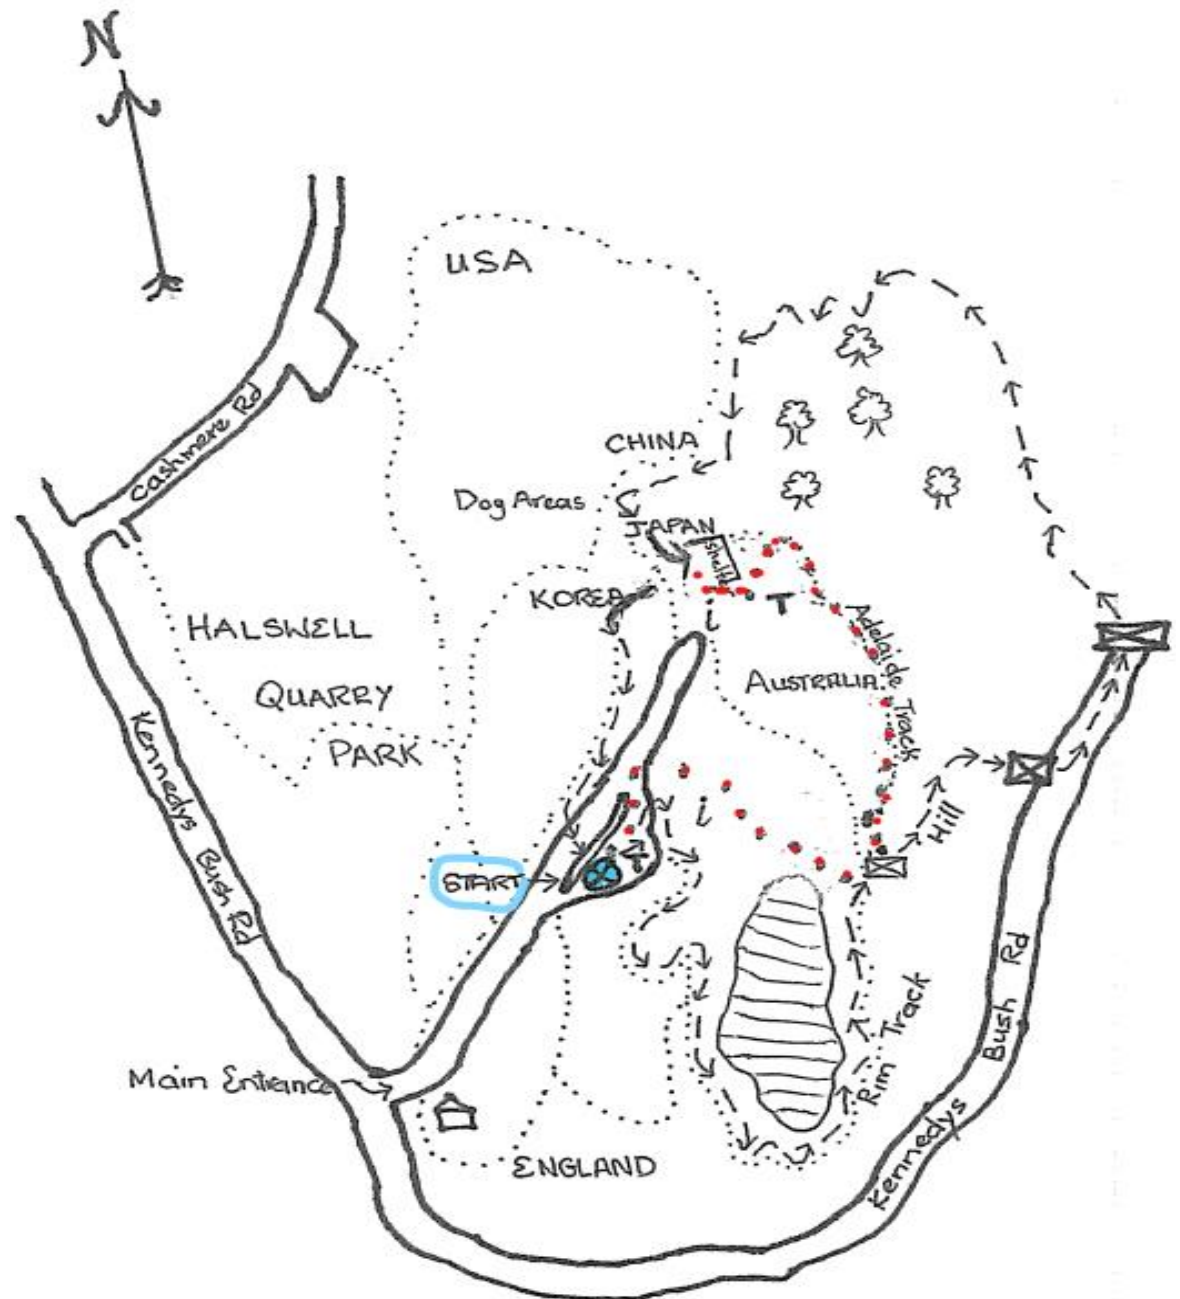 N
USA
Cashmere Rd
CHINA
Dog Areas
JAPAN
shelter
KOREA
T
i
HALSWELL
QUARRY
PARK
Adelaide Track
AUSTRALIA
Kennedys Bush Rd
i
Hill
START
T
Rim Track
Bush Rd
Kennedys
Main Entrance
ENGLAND